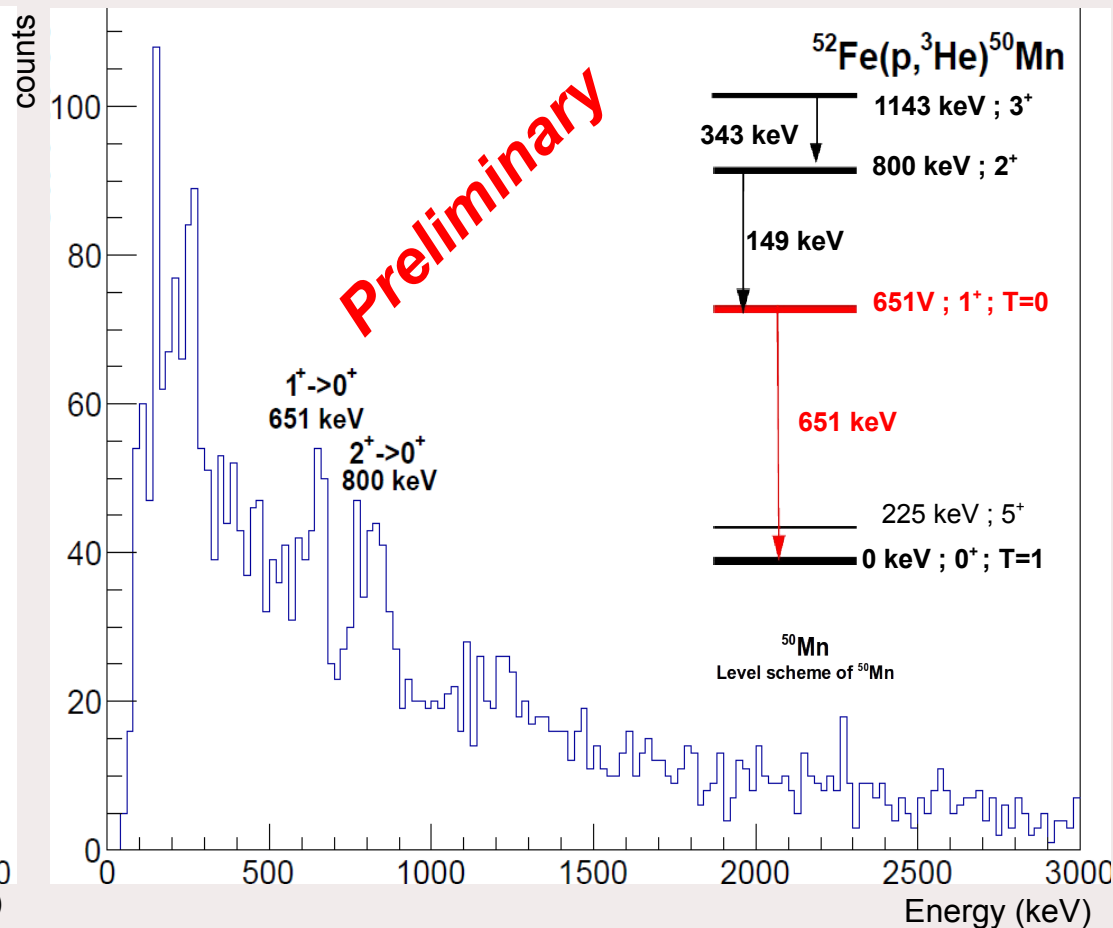 counts
⁵²Fe(p,³He)⁵⁰Mn
Preliminary
1143 keV ; 3⁺
343 keV
800 keV ; 2⁺
149 keV
651V ; 1⁺ ; T=0
651 keV
225 keV ; 5⁺
0 keV ; 0⁺ ; T=1
⁵⁰Mn
Level scheme of ⁵⁰Mn
1⁺->0⁺
651 keV
2⁺->0⁺
800 keV
100
80
60
40
20
0
0 500 1000 1500 2000 2500 3000
Energy (keV)